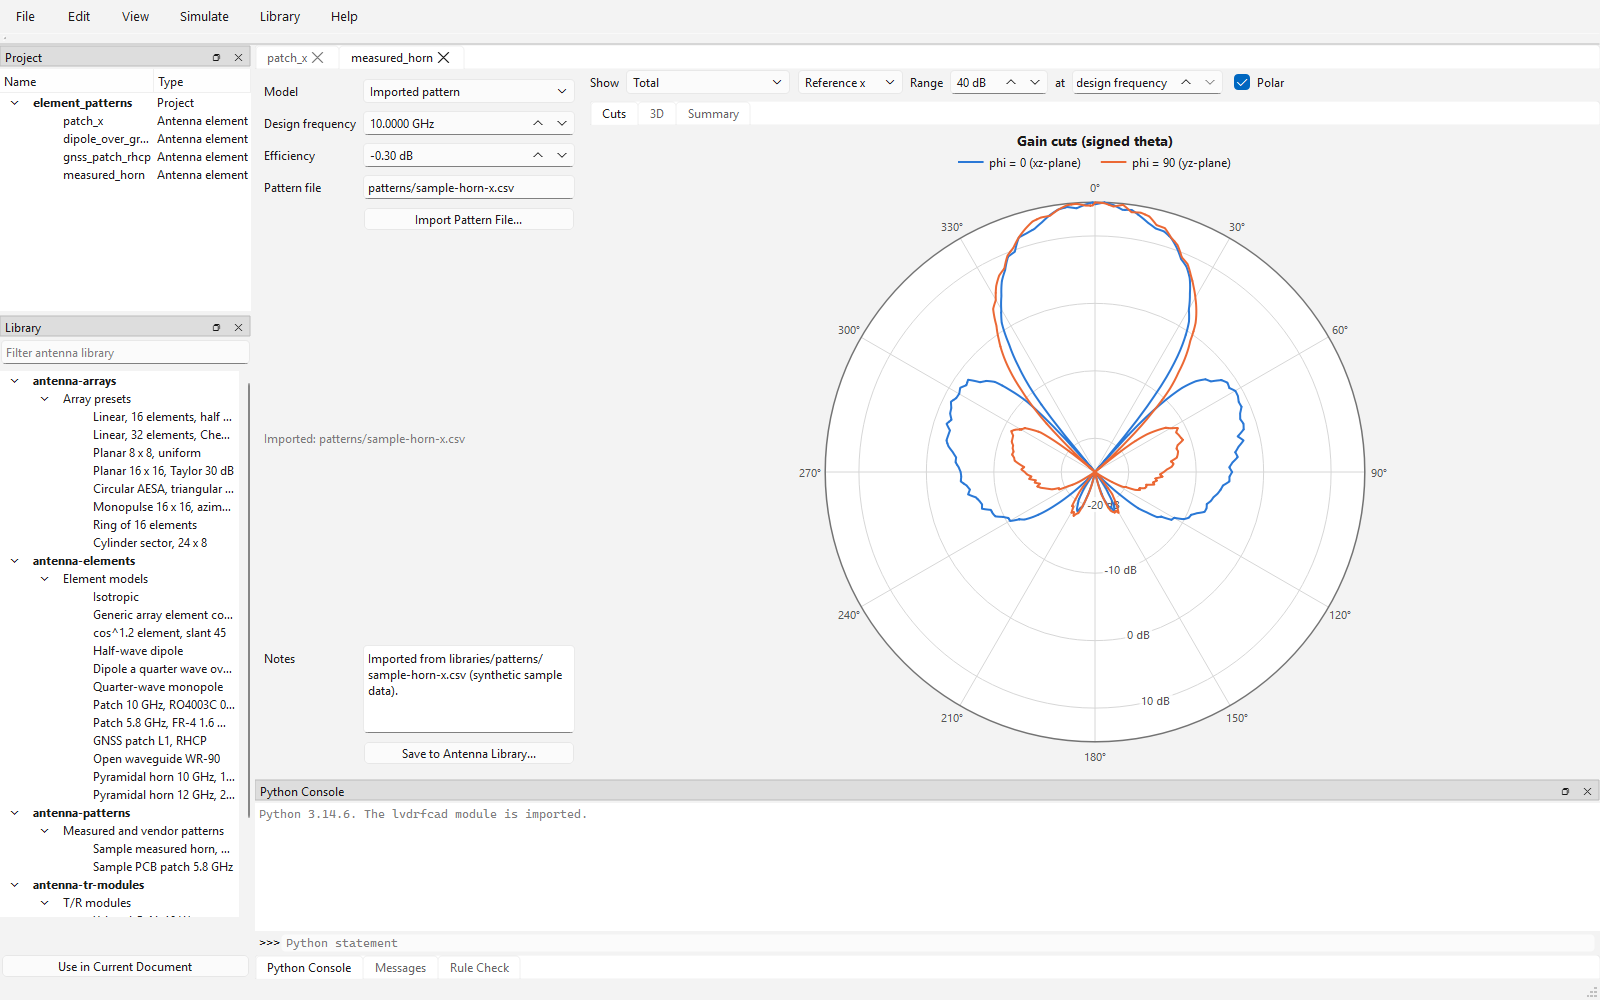 File Edit View Simulate Library Help
Project
Name Type
element_patterns Project
patch_x Antenna element
dipole_over_gr... Antenna element
gnss_patch_rhcp Antenna element
measured_horn Antenna element
Library
Filter antenna library
antenna-arrays
Array presets
Linear, 16 elements, half ...
Linear, 32 elements, Che...
Planar 8 x 8, uniform
Planar 16 x 16, Taylor 30 dB
Circular AESA, triangular ...
Monopulse 16 x 16, azim...
Ring of 16 elements
Cylinder sector, 24 x 8
antenna-elements
Element models
Isotropic
Generic array element co...
cos^1.2 element, slant 45
Half-wave dipole
Dipole a quarter wave ov...
Quarter-wave monopole
Patch 10 GHz, RO4003C 0...
Patch 5.8 GHz, FR-4 1.6 ...
GNSS patch L1, RHCP
Open waveguide WR-90
Pyramidal horn 10 GHz, 1...
Pyramidal horn 12 GHz, 2...
antenna-patterns
Measured and vendor patterns
Sample measured horn, ...
Sample PCB patch 5.8 GHz
antenna-tr-modules
T/R modules
Use in Current Document
patch_x measured_horn
Model Imported pattern
Design frequency 10.0000 GHz
Efficiency -0.30 dB
Pattern file patterns/sample-horn-x.csv
Import Pattern File...
Imported: patterns/sample-horn-x.csv
Notes Imported from libraries/patterns/
sample-horn-x.csv (synthetic sample
data).
Save to Antenna Library...
Show Total Reference x Range 40 dB at design frequency Polar
Cuts 3D Summary
Gain cuts (signed theta)
phi = 0 (xz-plane) phi = 90 (yz-plane)
0°
330° 30°
300° 60°
270° 90°
-20 d
-10 dB
240° 120°
0 dB
10 dB
210° 150°
180°
Python Console
Python 3.14.6. The lvdrfcad module is imported.
>>> Python statement
Python Console Messages Rule Check